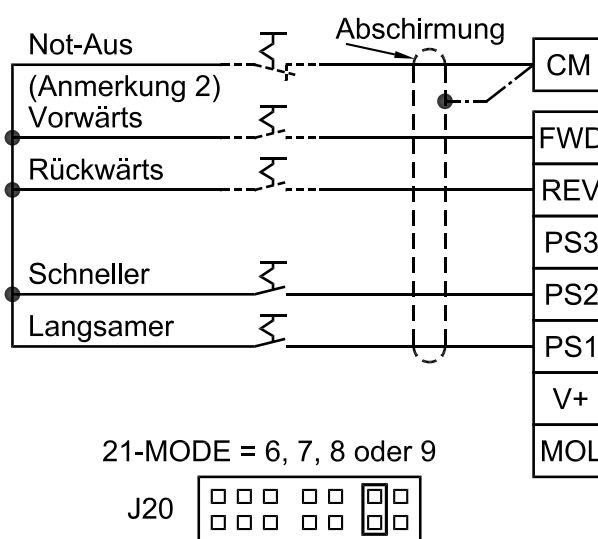 Abschirmung
Not-Aus
CM
(Anmerkung 2)
Vorwärts
FWD
Rückwärts
REV
PS3
Schneller
PS2
Langsamer
PS1
V+
21-MODE = 6, 7, 8 oder 9
MOL
J20